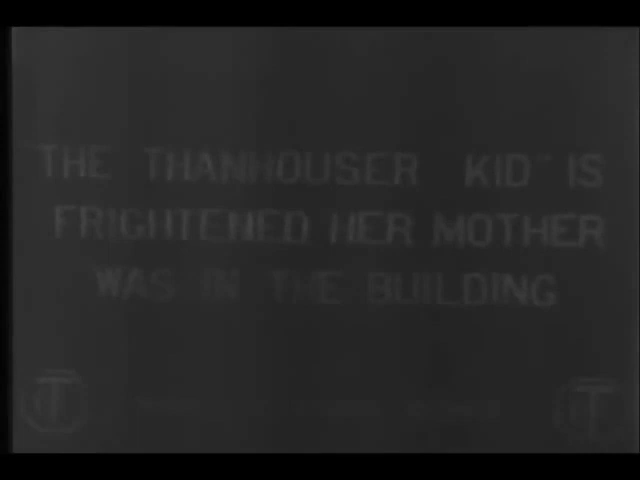 THE THANHOUSER KID" IS
FRIGHTENED HER MOTHER
WAS IN THE BUILDING